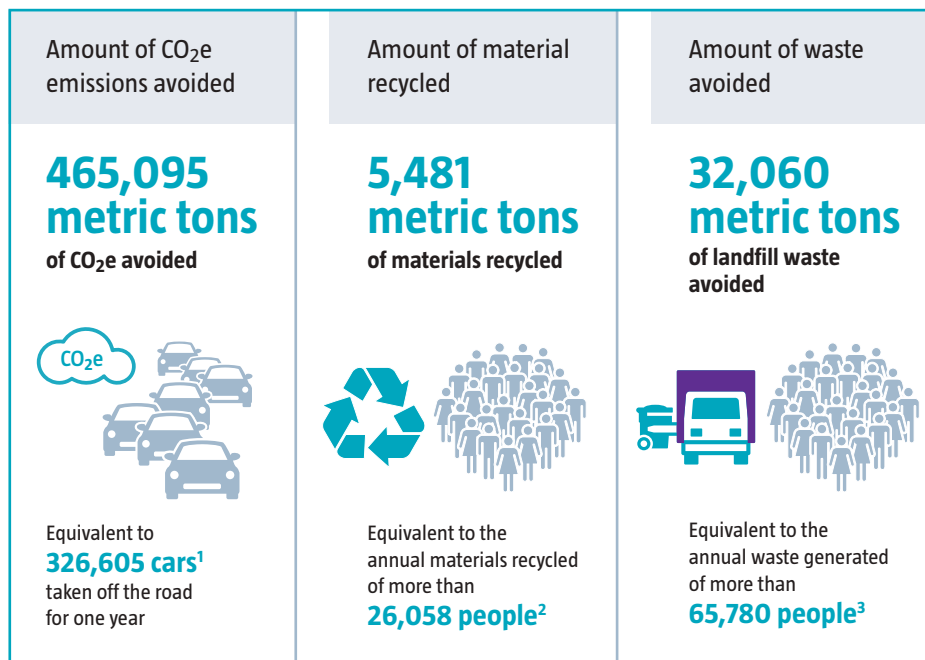 Amount of CO₂e
emissions avoided
465,095
metric tons
of CO₂e avoided
CO₂e
Equivalent to
326,605 cars¹
taken off the road
for one year
Amount of material
recycled
5,481
metric tons
of materials recycled
Equivalent to the
annual materials recycled
of more than
26,058 people²
Amount of waste
avoided
32,060
metric tons
of landfill waste
avoided
Equivalent to the
annual waste generated
of more than
65,780 people³